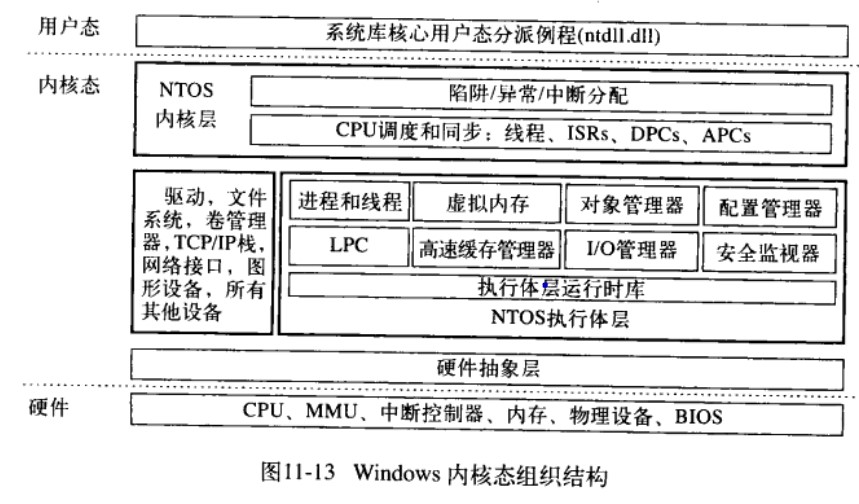 用户态
系统库核心用户态分派例程(ntdll.dll)
内核态
NTOS
内核层
陷阱/异常/中断分配
CPU调度和同步：线程、ISRs、DPCs、APCs
驱动，文件
系统，卷管理
器，TCP/IP栈，
网络接口，图
形设备，所有
其他设备
进程和线程
虚拟内存
对象管理器
配置管理器
LPC
高速缓存管理器
I/O管理器
安全监视器
执行体层运行时库
NTOS执行体层
硬件抽象层
硬件
CPU、MMU、中断控制器、内存、物理设备、BIOS
图11-13 Windows 内核态组织结构